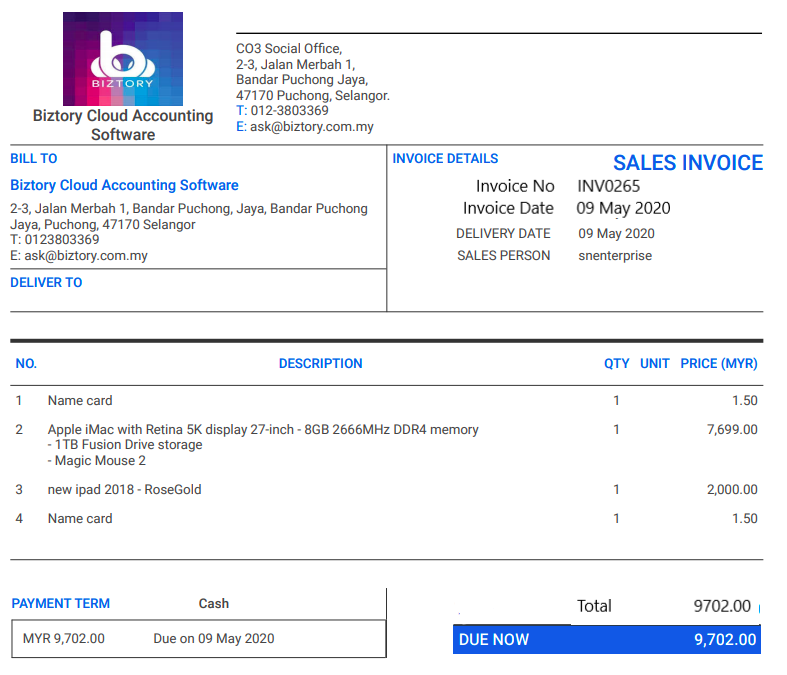 BIZTORY
Biztory Cloud Accounting
Software
CO3 Social Office,
2-3, Jalan Merbah 1,
Bandar Puchong Jaya,
47170 Puchong, Selangor.
T: 012-3803369
E: ask@biztory.com.my
BILL TO
Biztory Cloud Accounting Software
2-3, Jalan Merbah 1, Bandar Puchong, Jaya, Bandar Puchong
Jaya, Puchong, 47170 Selangor
T: 0123803369
E: ask@biztory.com.my
DELIVER TO
INVOICE DETAILS
SALES INVOICE
Invoice No INV0265
Invoice Date 09 May 2020
DELIVERY DATE 09 May 2020
SALES PERSON snenterprise
NO. DESCRIPTION QTY UNIT PRICE (MYR)
1 Name card 1 1.50
2 Apple iMac with Retina 5K display 27-inch - 8GB 2666MHz DDR4 memory 1 7,699.00
- 1TB Fusion Drive storage
- Magic Mouse 2
3 new ipad 2018 - RoseGold 1 2,000.00
4 Name card 1 1.50
PAYMENT TERM Cash
MYR 9,702.00 Due on 09 May 2020
Total 9702.00
DUE NOW 9,702.00